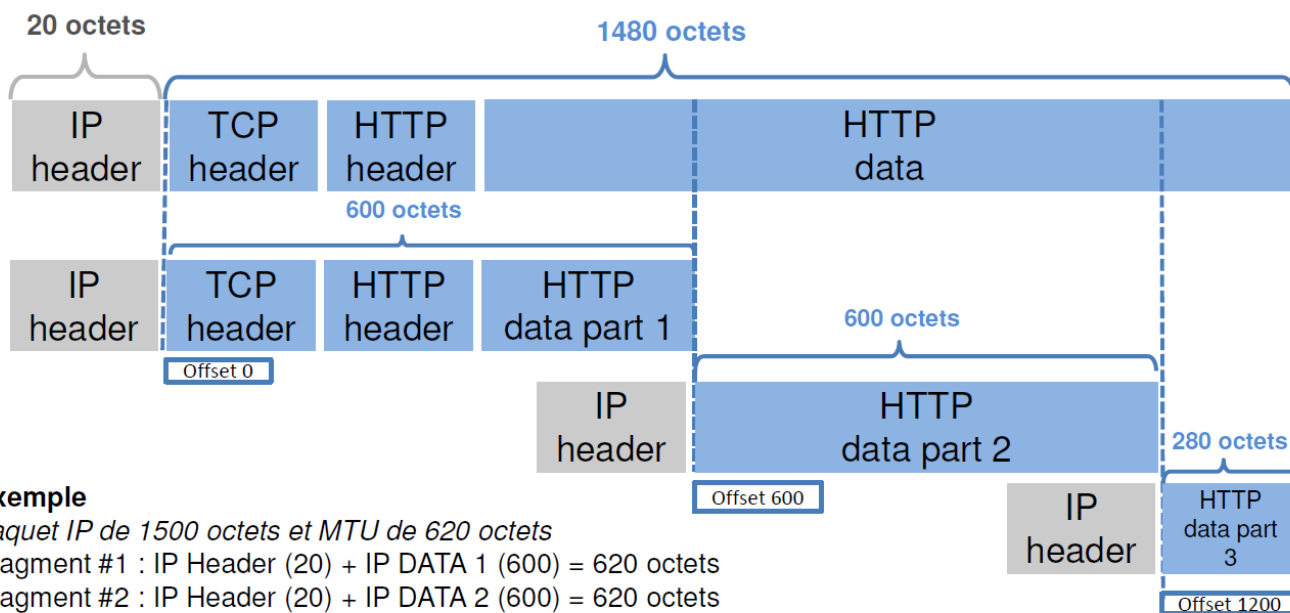 20 octets
1480 octets
IP
header
TCP
header
HTTP
header
HTTP
data
600 octets
IP
header
TCP
header
HTTP
header
HTTP
data part 1
Offset 0
600 octets
IP
header
HTTP
data part 2
Offset 600
280 octets
IP
header
HTTP
data part
3
Offset 1200
xemple
aquet IP de 1500 octets et MTU de 620 octets
ragment #1 : IP Header (20) + IP DATA 1 (600) = 620 octets
ragment #2 : IP Header (20) + IP DATA 2 (600) = 620 octets